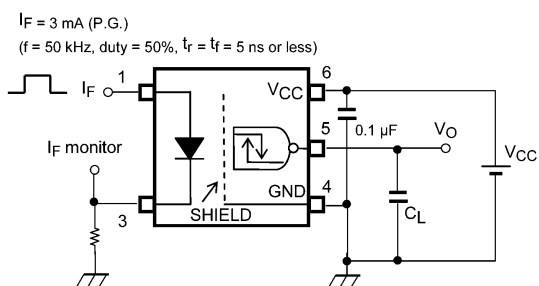 IF = 3 mA (P.G.)
(f = 50 kHz, duty = 50%, tr = tf = 5 ns or less)
IF
1
IF monitor
3
SHIELD
VCC
GND
6
5
4
0.1 μF
VO
CL
VCC